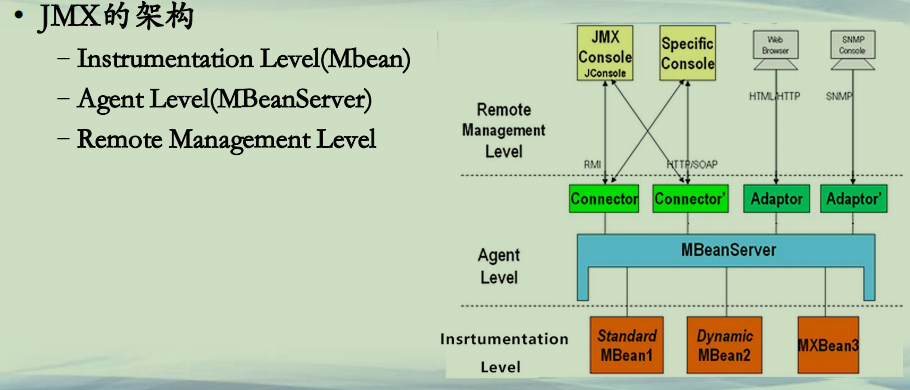 • JMX的架构
– Instrumentation Level(Mbean)
– Agent Level(MBeanServer)
– Remote Management Level
JMX
Console
JConsole
Specific
Console
Web
Browser
SNMP
Console
HTML/HTTP
SNMP
Remote
Management
Level
RMI
HTTP/SOAP
Connector
Connector'
Adaptor
Adaptor'
Agent
Level
MBeanServer
Insrtumentation
Level
Standard
MBean1
Dynamic
MBean2
MXBean3